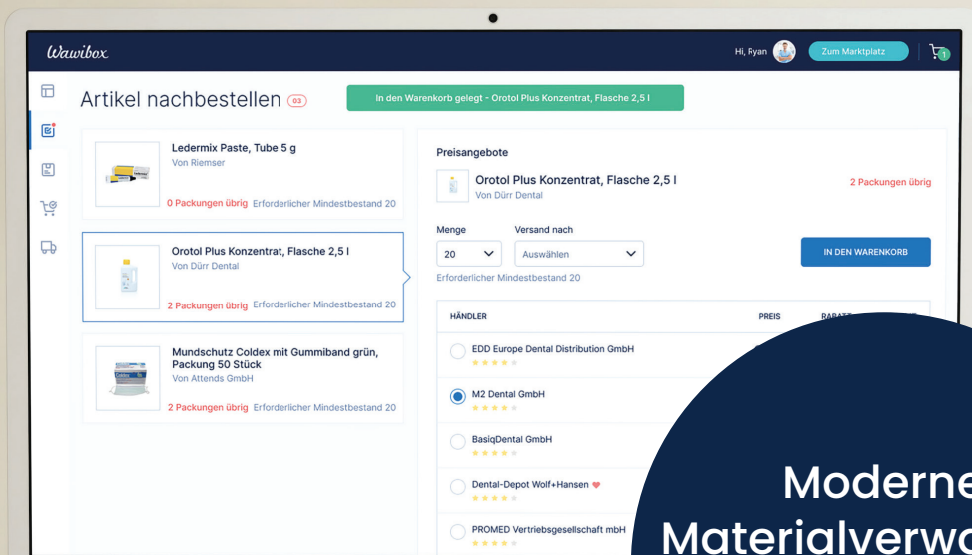 Wawibox
Hi, Ryan
Zum Marktplatz
1
Artikel nachbestellen 03
In den Warenkorb gelegt - Orotol Plus Konzentrat, Flasche 2,5 l
Ledermix Paste, Tube 5 g
Von Riemser
0 Packungen übrig Erforderlicher Mindestbestand 20
Orotol Plus Konzentrat, Flasche 2,5 l
Von Dürr Dental
2 Packungen übrig Erforderlicher Mindestbestand 20
Mundschutz Coldex mit Gummiband grün,
Packung 50 Stück
Von Attends GmbH
2 Packungen übrig Erforderlicher Mindestbestand 20
Preisangebote
Orotol Plus Konzentrat, Flasche 2,5 l
Von Dürr Dental
2 Packungen übrig
Menge
Versand nach
20
Auswählen
IN DEN WARENKORB
Erforderlicher Mindestbestand 20
HÄNDLER
PREIS
EDD Europe Dental Distribution GmbH
M2 Dental GmbH
BasiqDental GmbH
Dental-Depot Wolf+Hansen
PROMED Vertriebsgesellschaft mbH
Moderne
Materialverwa